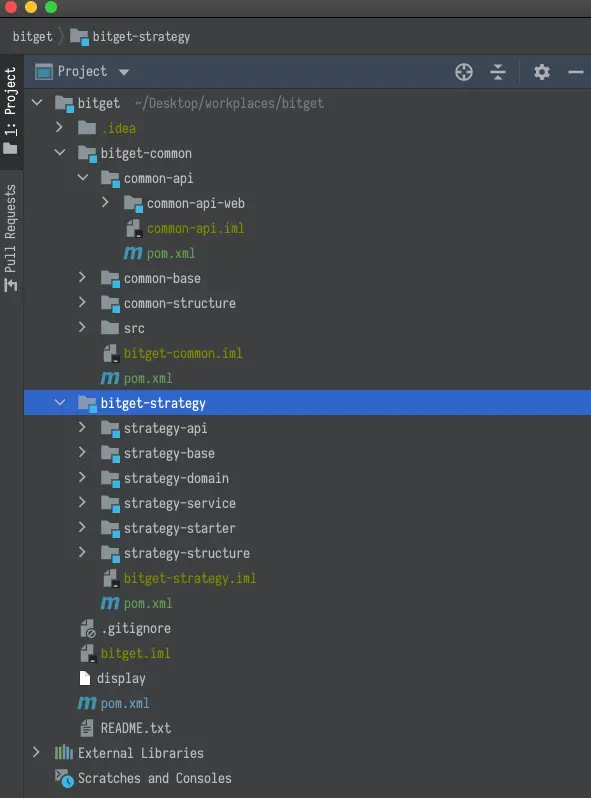 bitget bitget-strategy
1: Project
Pull Requests
Project
bitget ~/Desktop/workplaces/bitget
.idea
bitget-common
common-api
common-api-web
common-api.iml
pom.xml
common-base
common-structure
src
bitget-common.iml
pom.xml
bitget-strategy
strategy-api
strategy-base
strategy-domain
strategy-service
strategy-starter
strategy-structure
bitget-strategy.iml
pom.xml
.gitignore
bitget.iml
display
pom.xml
README.txt
External Libraries
Scratches and Consoles